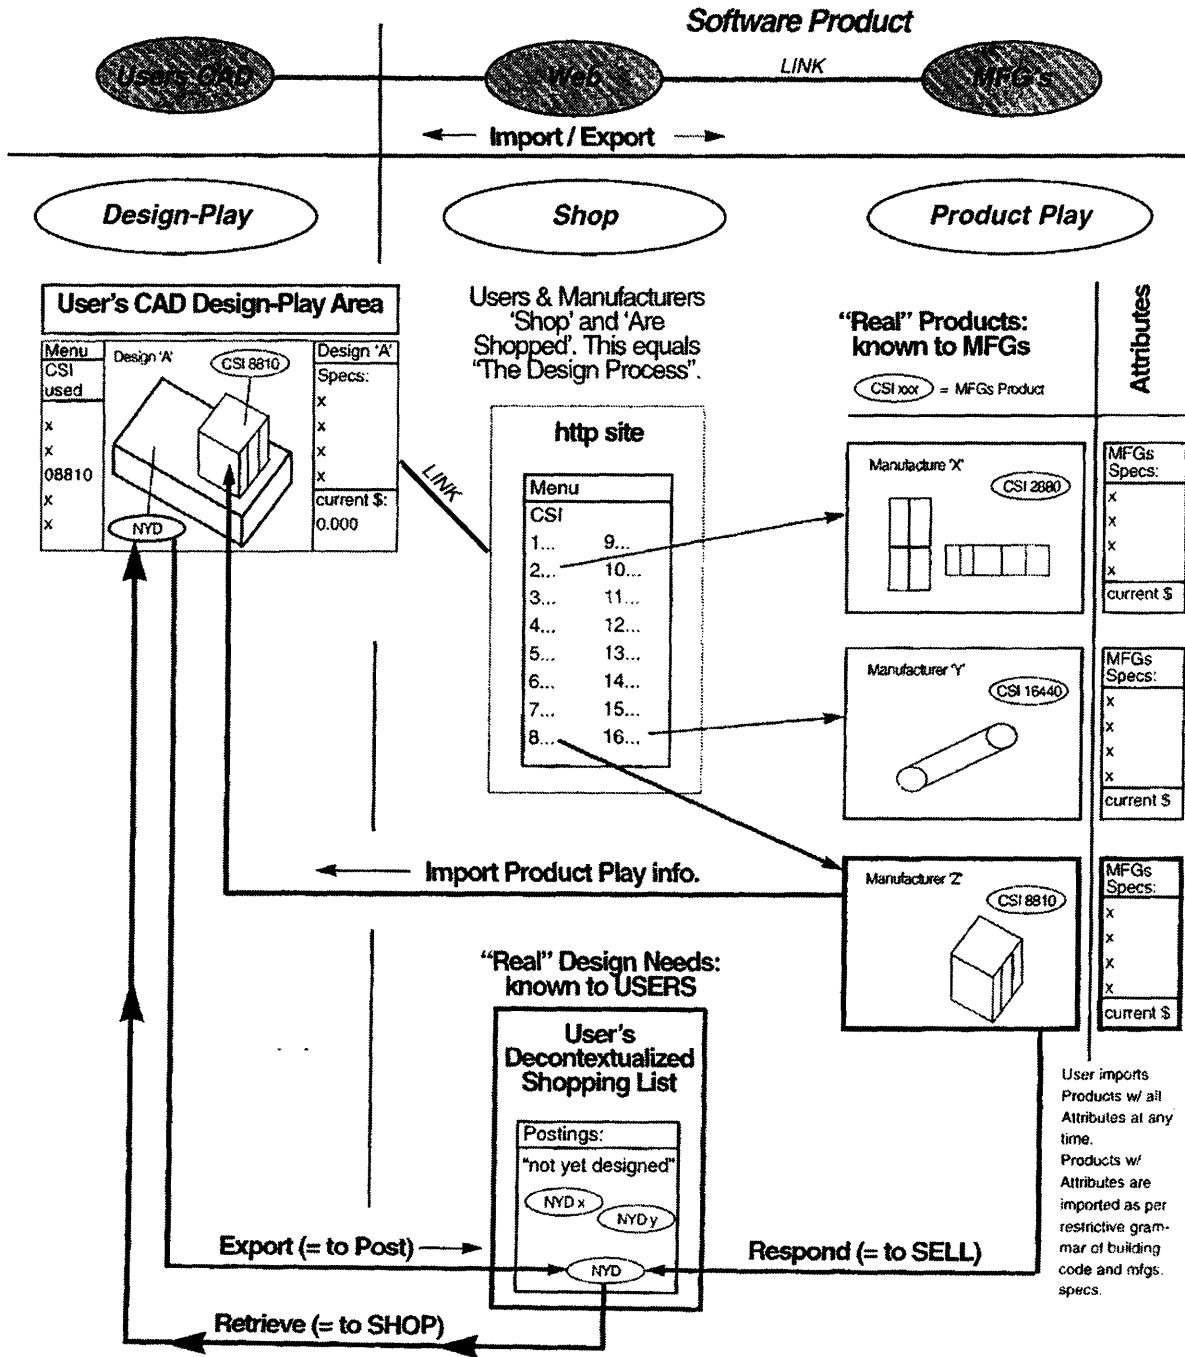 Software Product
Users CAD
Web
LINK
MFG's
Import / Export
Design-Play
Shop
Product Play
User's CAD Design-Play Area
Menu
CSI
used
x
x
08810
x
x
Design 'A'
CSI 8810
NYD
Design 'A'
Specs:
x
x
x
x
current $:
0.000
LINK
Users & Manufacturers
'Shop' and 'Are
Shopped'. This equals
'The Design Process".
http site
Menu
CSI
1... 9...
2... 10...
3... 11...
4... 12...
5... 13...
6... 14...
7... 15...
8... 16...
"Real" Products:
known to MFGs
CSI xxx = MFGs Product
Attributes
Manufacture 'X'
CSI 2880
MFGs
Specs:
x
x
x
x
current $
Manufacturer 'Y'
CSI 16440
MFGs
Specs:
x
x
x
x
current $
Import Product Play info.
Manufacturer 'Z'
CSI 8810
MFGs
Specs:
x
x
x
x
current $
"Real" Design Needs:
known to USERS
User's
Decontextualized
Shopping List
Postings:
"not yet designed"
NYD x
NYD y
NYD
Export (= to Post)
Respond (= to SELL)
Retrieve (= to SHOP)
User imports
Products w/ all
Attributes at any
time.
Products w/
Attributes are
imported as per
restrictive gram-
mar of building
code and mfgs.
specs.